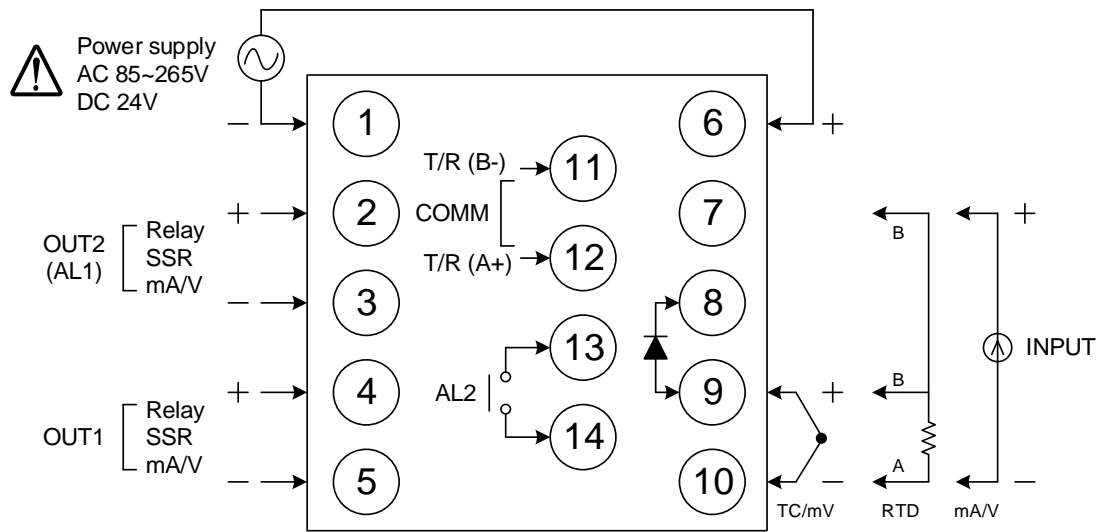 Power supply
AC 85~265V
DC 24V
− 1
6 +
T/R (B-) 11
COMM
T/R (A+) 12
+ 2
OUT2
(AL1)
Relay
SSR
mA/V
− 3
7
B
+
8
13
AL2
14
INPUT
+ 4
OUT1
Relay
SSR
mA/V
− 5
9 +
B
10 −
A
−
TC/mV
RTD
mA/V